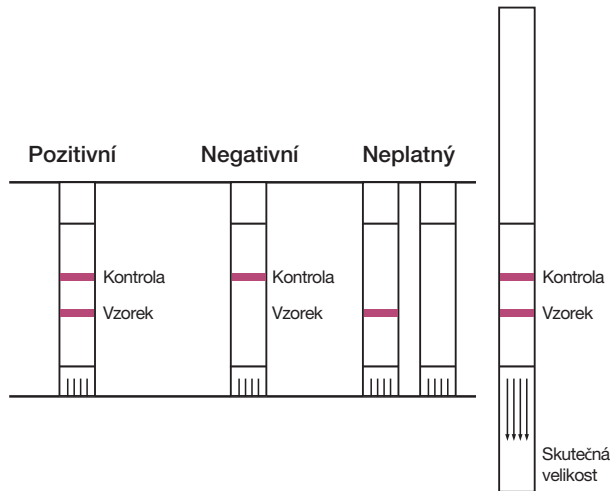 Pozitivní
Negativní
Neplatný
Kontrola
Vzorek
Kontrola
Vzorek
Kontrola
Vzorek
Skutečná
velikost